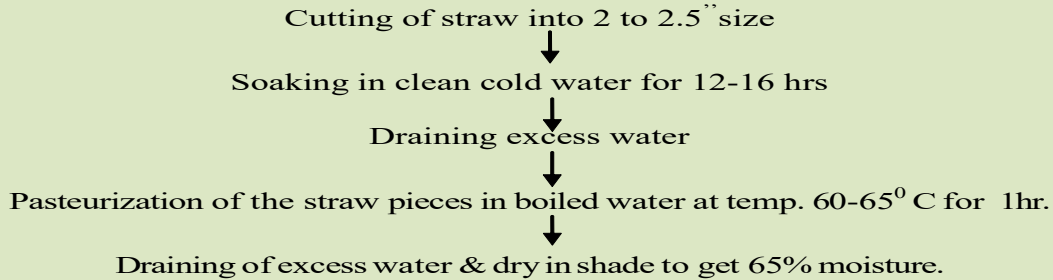 Cutting of straw into 2 to 2.5” size
Soaking in clean cold water for 12-16 hrs
Draining excess water
Pasteurization of the straw pieces in boiled water at temp. 60-65⁰ C for 1hr.
Draining of excess water & dry in shade to get 65% moisture.